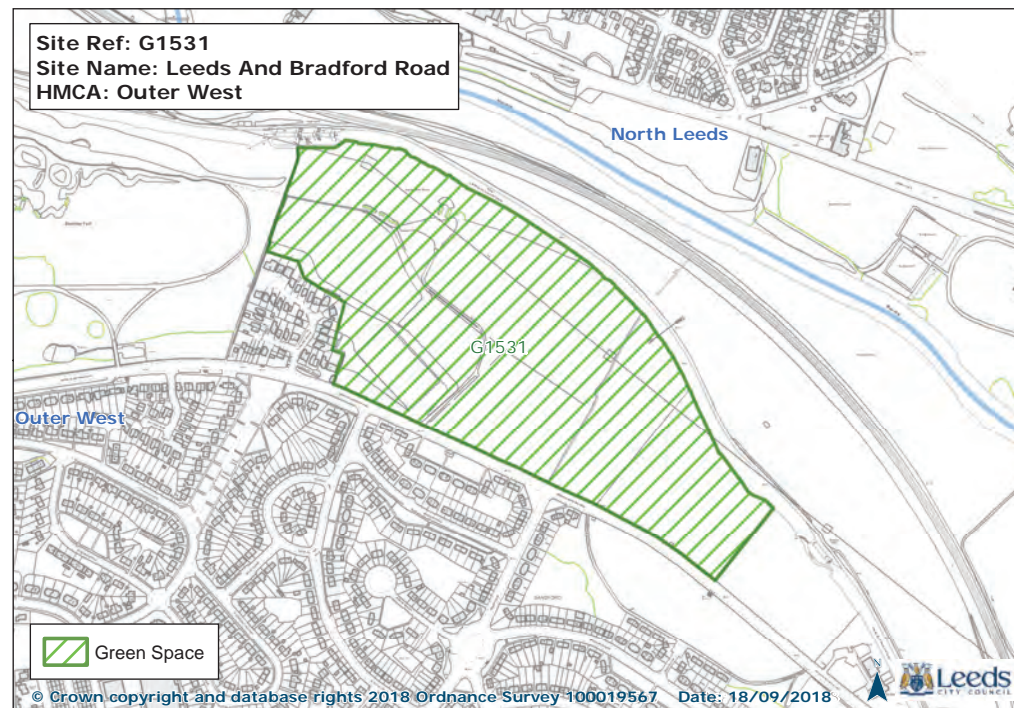 Site Ref: G1531
Site Name: Leeds And Bradford Road
HMCA: Outer West
North Leeds
G1531
Outer West
Green Space
© Crown copyright and database rights 2018 Ordnance Survey 100019567 Date: 18/09/2018
N
Leeds
CITY COUNCIL